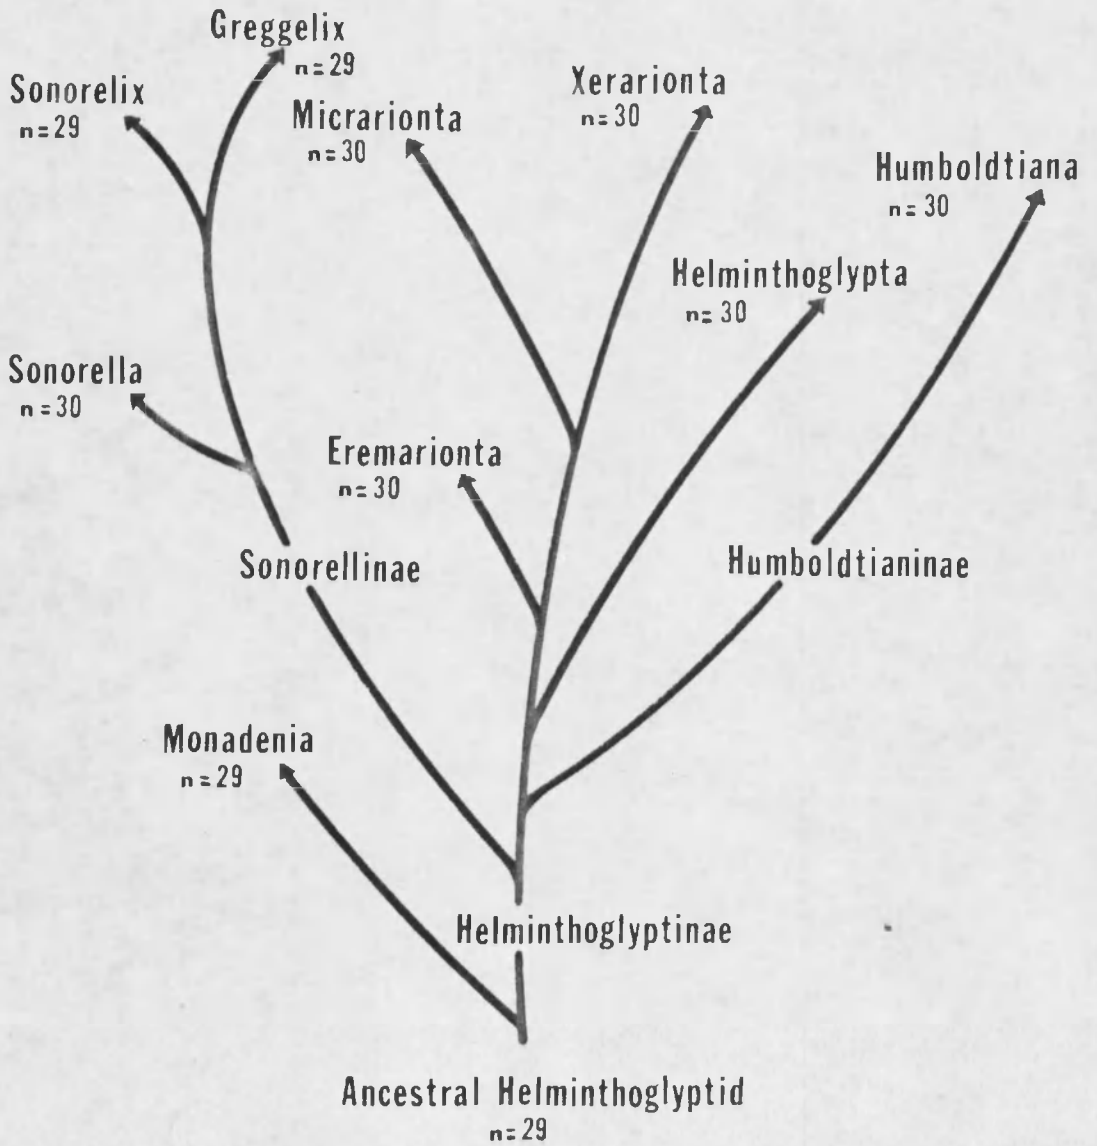 Greggelix
n=29
Sonorelix
n=29
Micrarionta
n=30
Xerarionta
n=30
Humboldtiana
n=30
Helminthoglypta
n=30
Sonorella
n=30
Eremarionta
n=30
Sonorellinae
Humboldtianinae
Monadenia
n=29
Helminthoglyptinae
Ancestral Helminthoglyptid
n=29